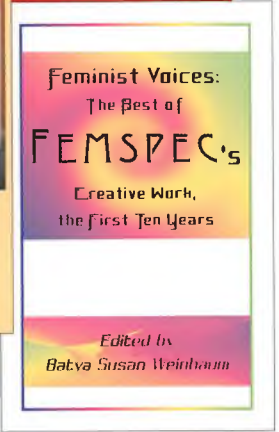 Feminist Voices:
The Best of
FEMSPEC's
Creative Work,
the First Ten Years
Edited by
Batya Susan Weinbaum